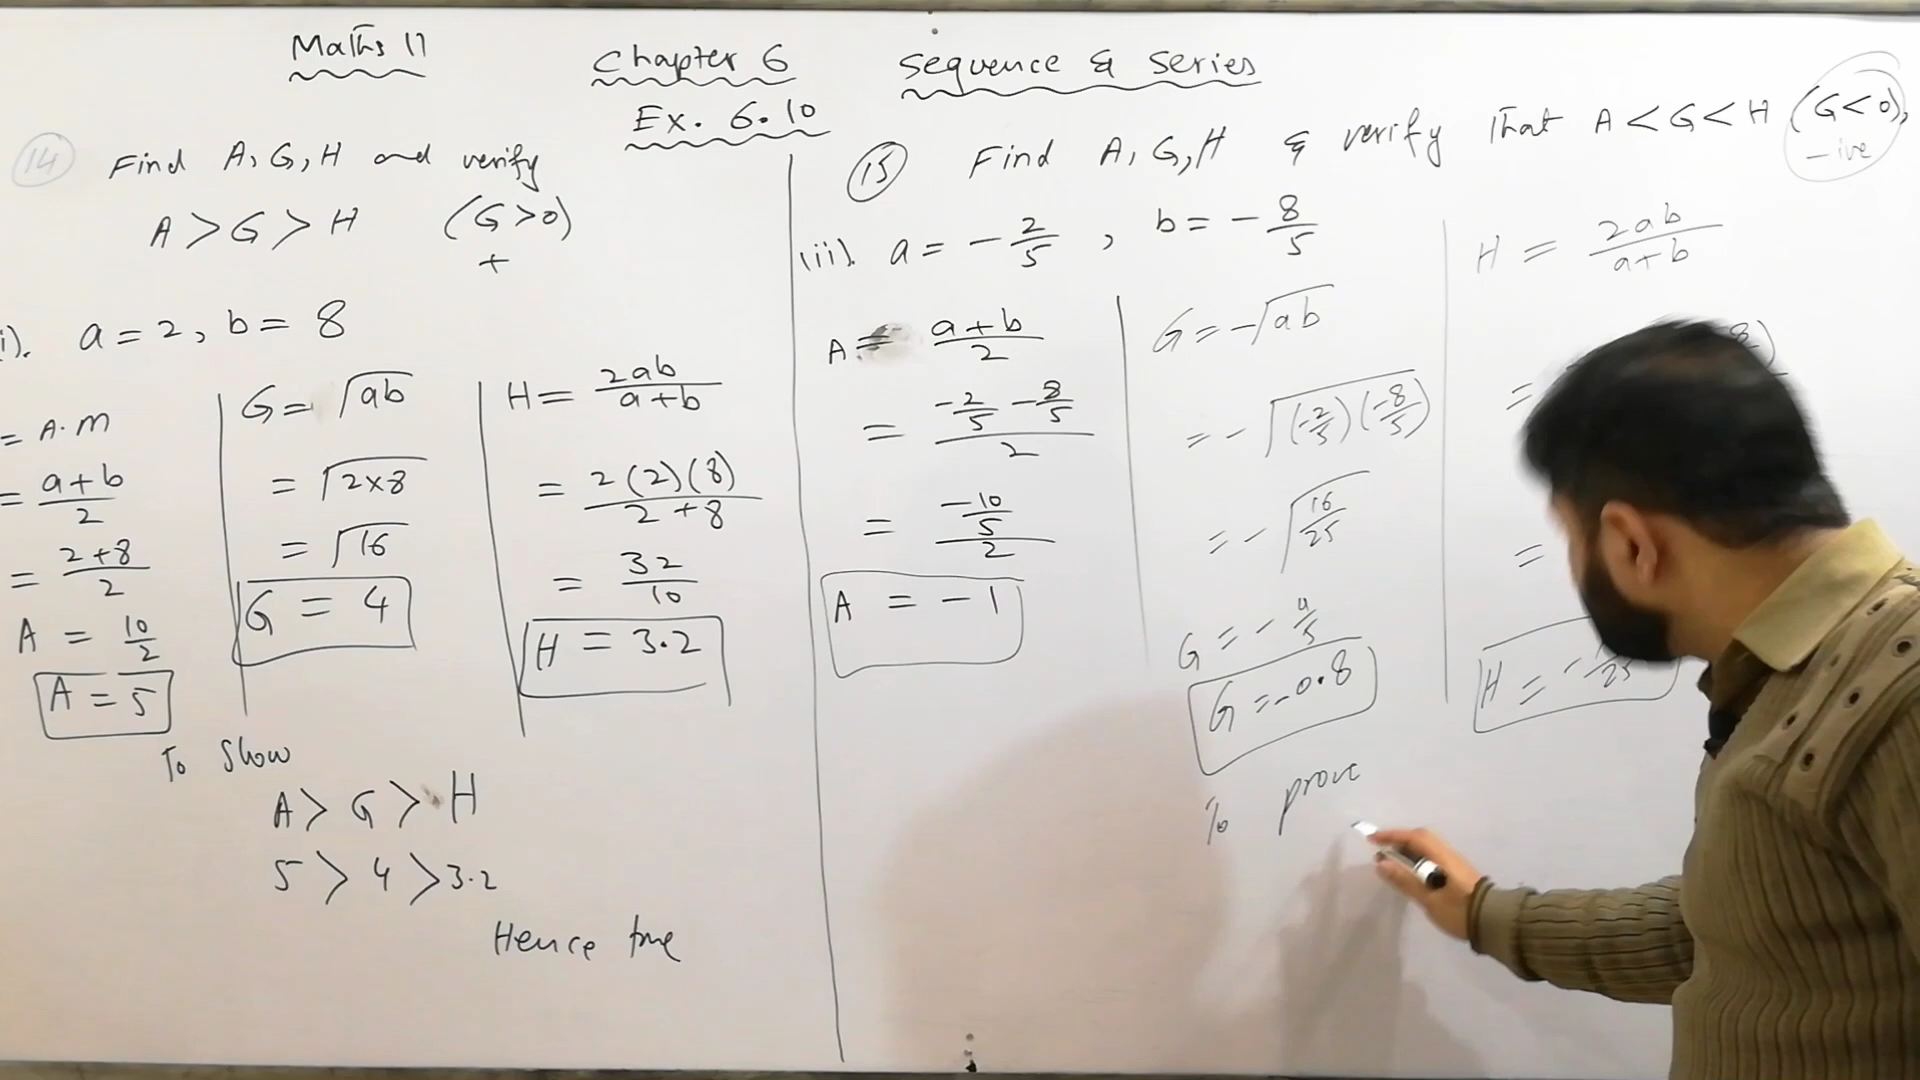 Maths 11
Chapter 6
Sequence & Series
Ex. 6.10
14 Find A, G, H and verify
A > G > H (G>0)
+
i). a = 2, b = 8
= A.m
= a+b/2
= 2+8/2
A = 10/2
A = 5
G = √ab
= √2×8
= √16
G = 4
H = 2ab/a+b
= 2(2)(8)/2+8
= 32/10
H = 3.2
To Show
A > G > H
5 > 4 > 3.2
Hence true
15 Find A, G, H & verify that A < G < H (G<0),
-ive
(ii). a = -2/5, b = -8/5
A = a+b/2
= -2/5 -8/5/2
= -10/5/2
A = -1
G = -√ab
= -√(-2/5)(-8/5)
= -√16/25
G = -4/5
G = -0.8
H = 2ab/a+b
=
=
H = -
25
To prove